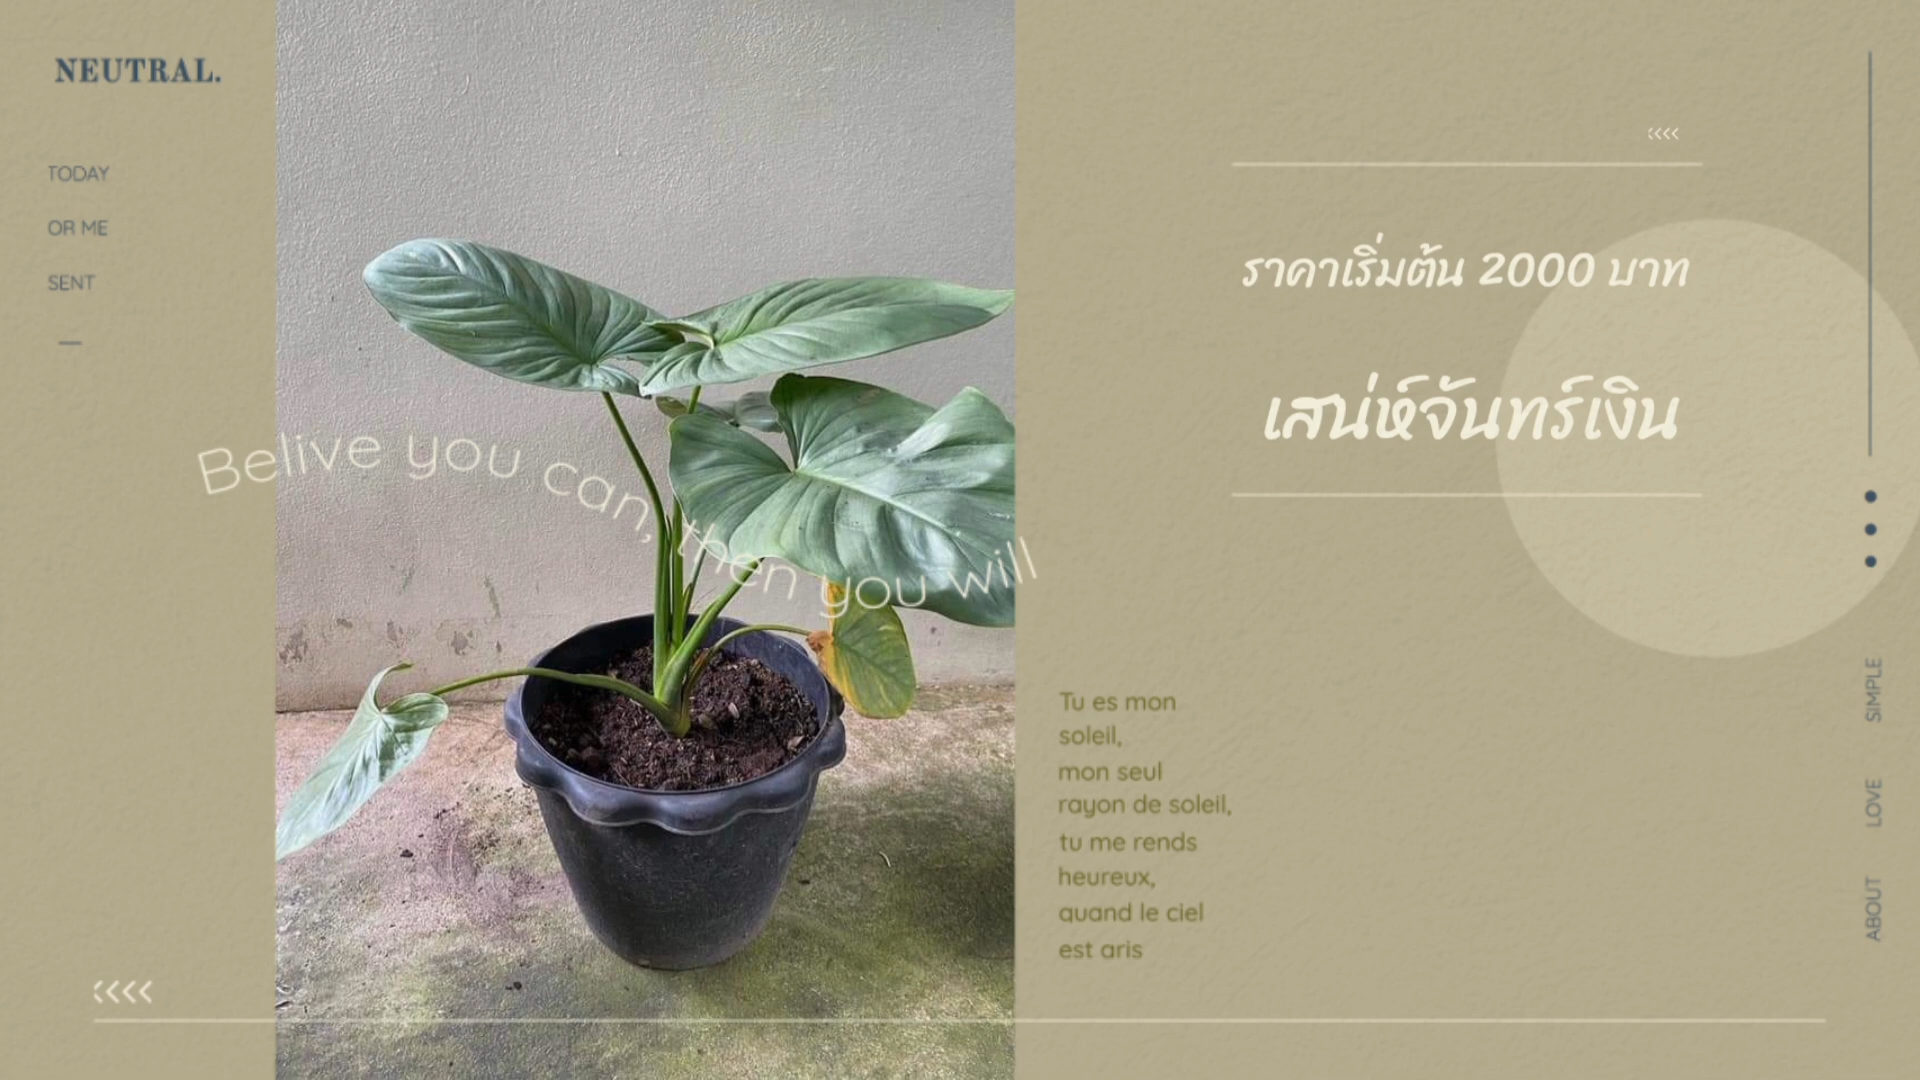 NEUTRAL.
TODAY
OR ME
SENT
Belive you can, then you will
ราคาเริ่มต้น 2000 บาท
เสน่ห์จันทร์เงิน
Tu es mon
soleil,
mon seul
rayon de soleil,
tu me rends
heureux,
quand le ciel
est aris
SIMPLE
LOVE
ABOUT